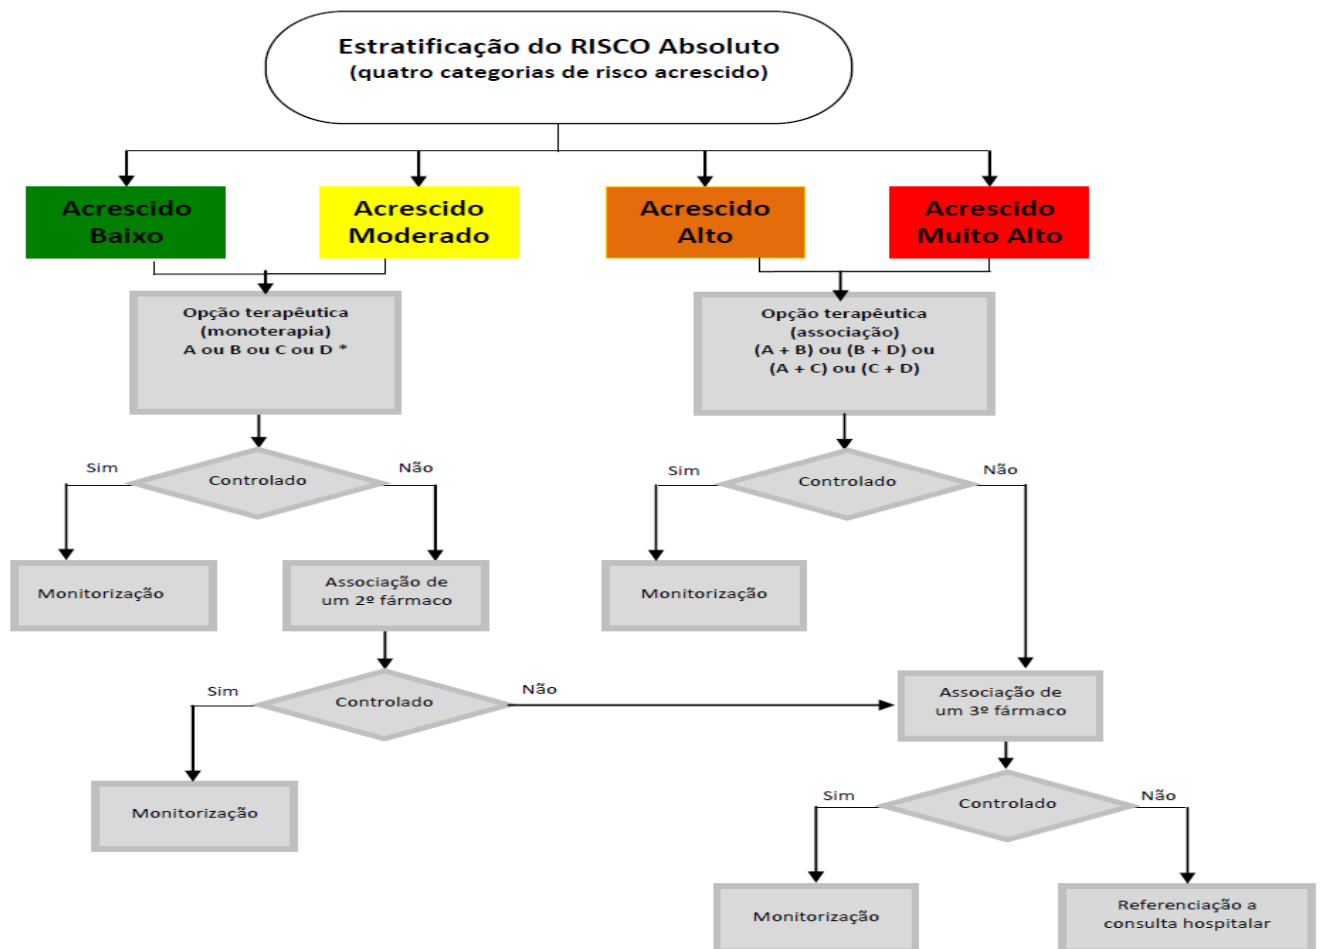 Estratificação do RISCO Absoluto
(quatro categorias de risco acrescido)
Acrescido
Baixo
Acrescido
Moderado
Acrescido
Alto
Acrescido
Muito Alto
Opção terapêutica
(monoterapia)
A ou B ou C ou D *
Opção terapêutica
(associação)
(A + B) ou (B + D) ou
(A + C) ou (C + D)
Sim
Controlado
Não
Sim
Controlado
Não
Monitorização
Associação de
um 2º fármaco
Monitorização
Sim
Controlado
Não
Associação de
um 3º fármaco
Monitorização
Sim
Controlado
Não
Monitorização
Referenciação a
consulta hospitalar